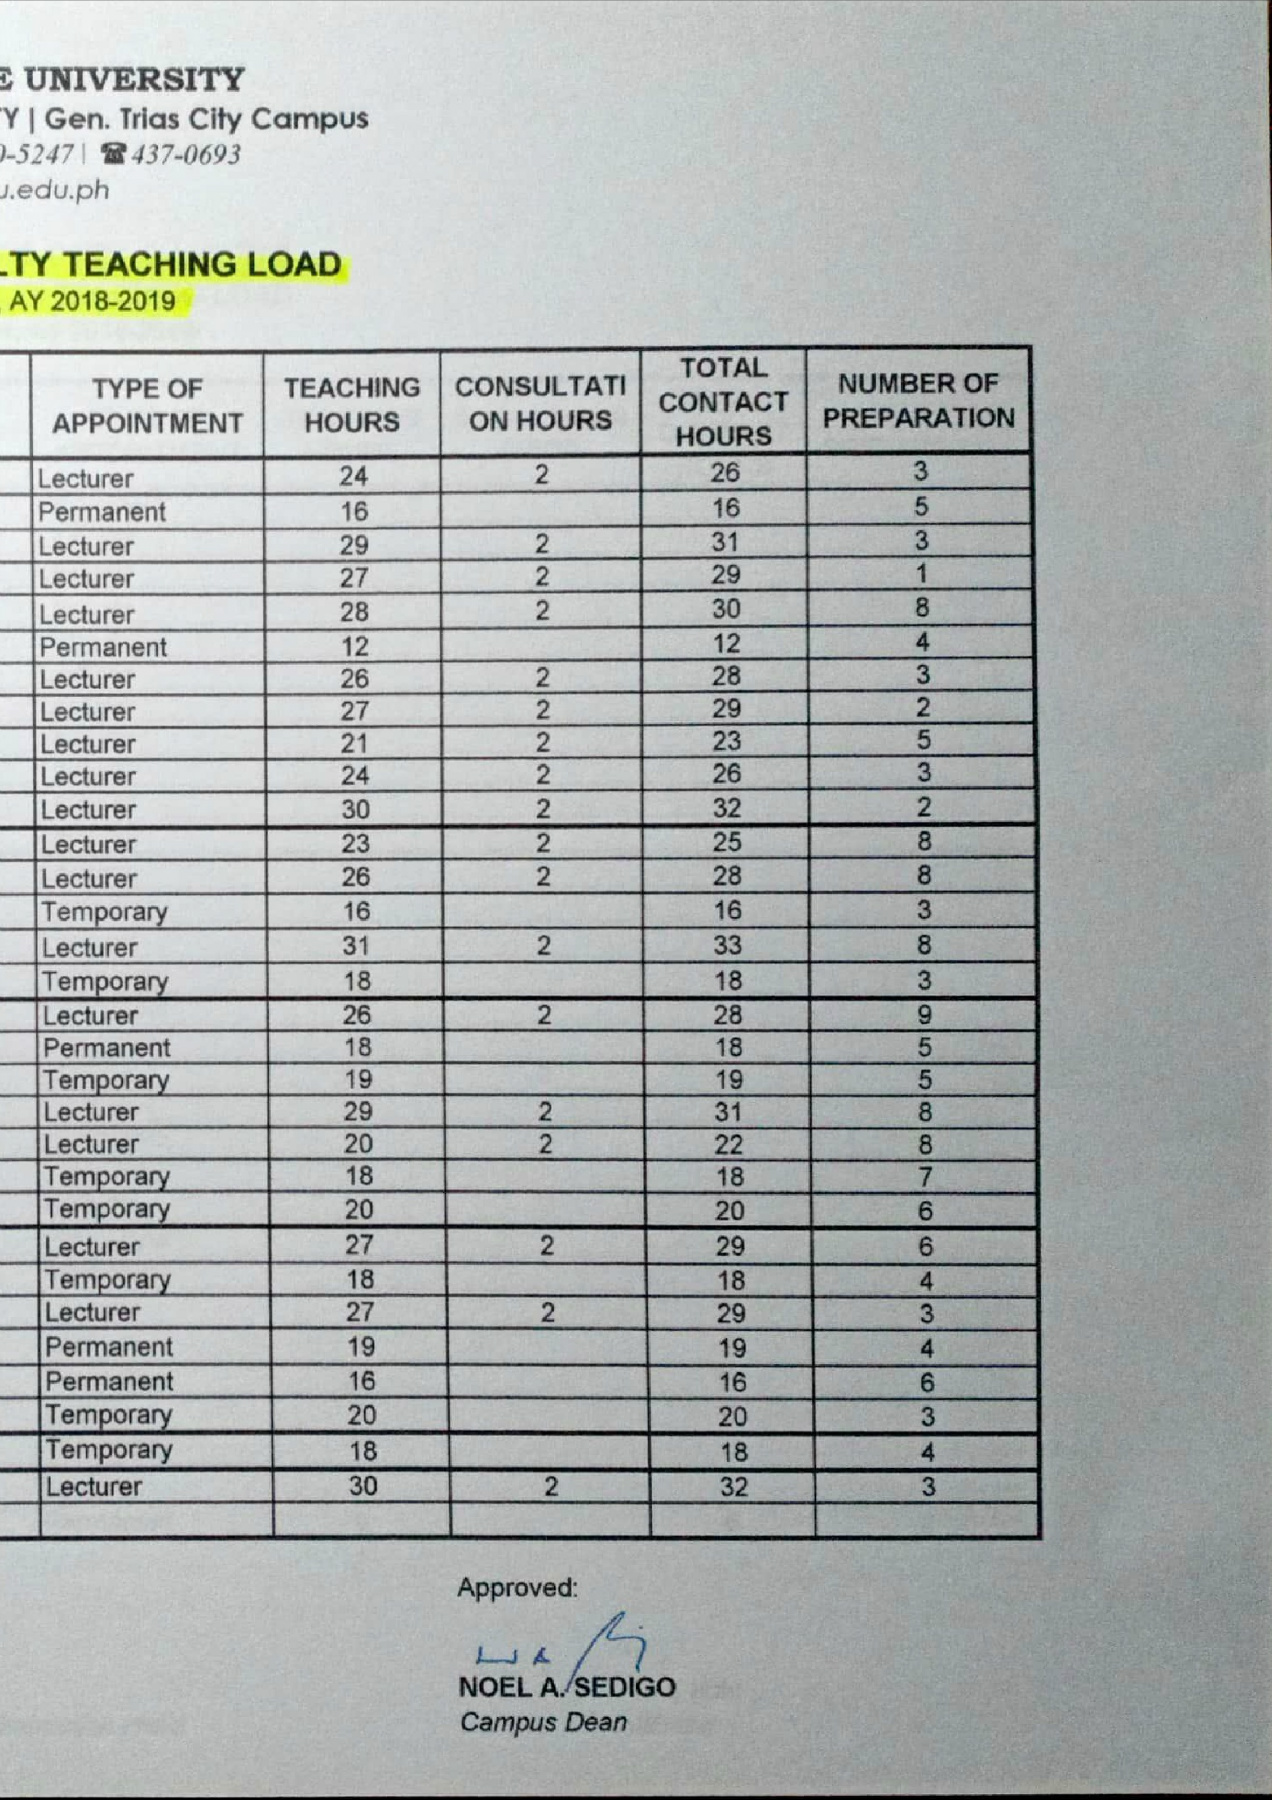 E UNIVERSITY
TY | Gen. Trias City Campus
0-5247 | ☎ 437-0693
u.edu.ph
LTY TEACHING LOAD
AY 2018-2019
TYPE OF APPOINTMENT TEACHING HOURS CONSULTATI ON HOURS TOTAL CONTACT HOURS NUMBER OF PREPARATION
Lecturer 24 2 26 3
Permanent 16 16 5
Lecturer 29 2 31 3
Lecturer 27 2 29 1
Lecturer 28 2 30 8
Permanent 12 12 4
Lecturer 26 2 28 3
Lecturer 27 2 29 2
Lecturer 21 2 23 5
Lecturer 24 2 26 3
Lecturer 30 2 32 2
Lecturer 23 2 25 8
Lecturer 26 2 28 8
Temporary 16 16 3
Lecturer 31 2 33 8
Temporary 18 18 3
Lecturer 26 2 28 9
Permanent 18 18 5
Temporary 19 19 5
Lecturer 29 2 31 8
Lecturer 20 2 22 8
Temporary 18 18 7
Temporary 20 20 6
Lecturer 27 2 29 6
Temporary 18 18 4
Lecturer 27 2 29 3
Permanent 19 19 4
Permanent 16 16 6
Temporary 20 20 3
Temporary 18 18 4
Lecturer 30 2 32 3
Approved:
NOEL A. SEDIGO
Campus Dean